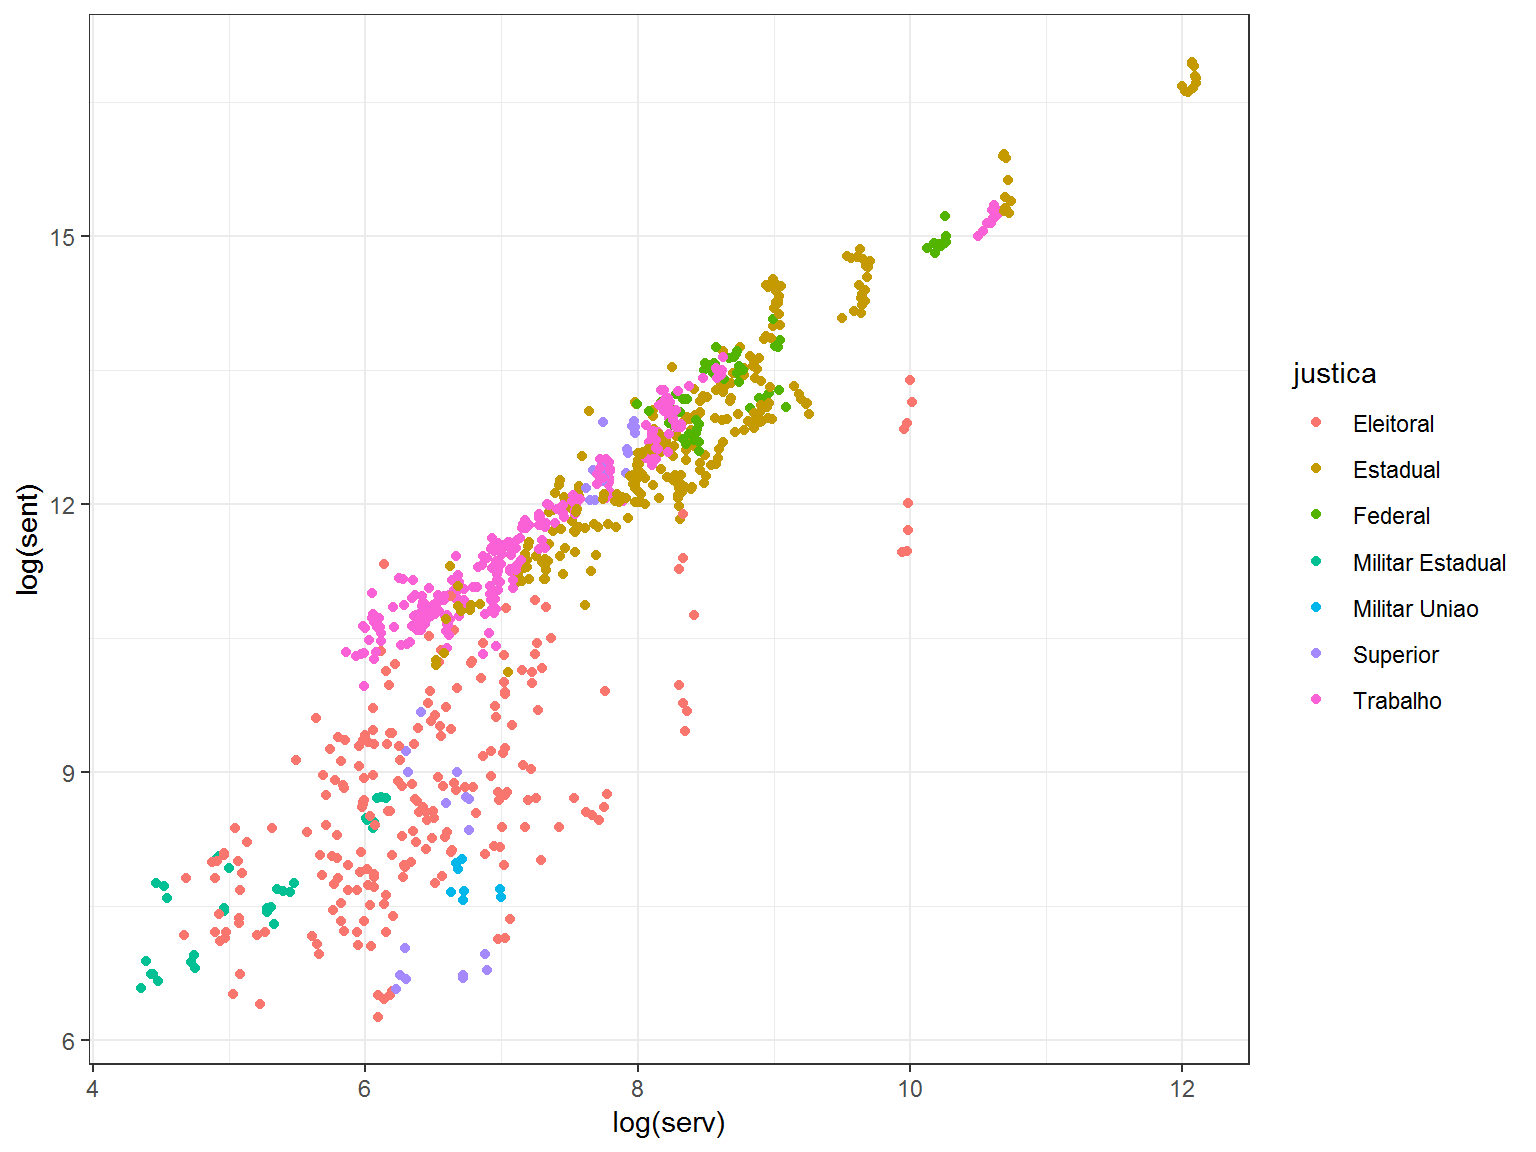 log(sent)
15
12
9
6
4
6
8
10
12
log(serv)
justica
Eleitoral
Estadual
Federal
Militar Estadual
Militar Uniao
Superior
Trabalho